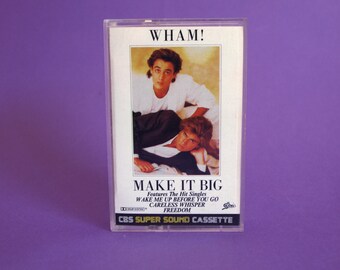 WHAM!
MAKE IT BIG
Features The Hit Singles
WAKE ME UP BEFORE YOU GO
CARELESS WHISPER
FREEDOM
Epic
CBS SUPER SOUND CASSETTE